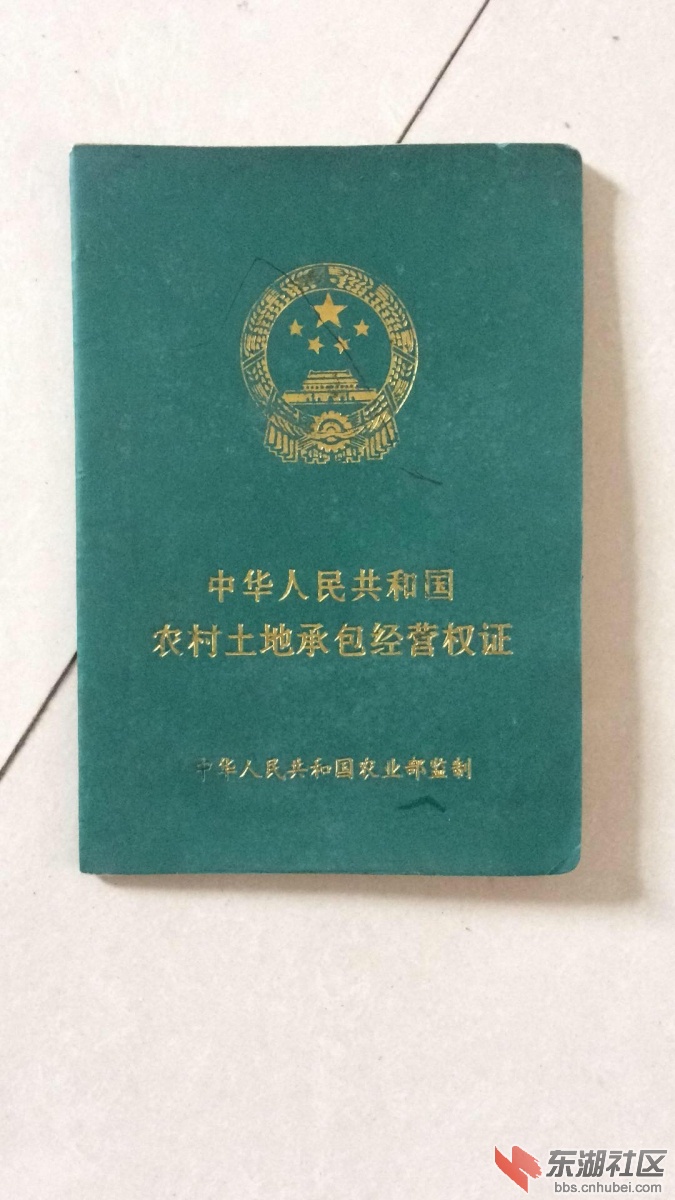 中华人民共和国
农村土地承包经营权证
中华人民共和国农业部监制
东湖社区
bbs.cnhubei.com